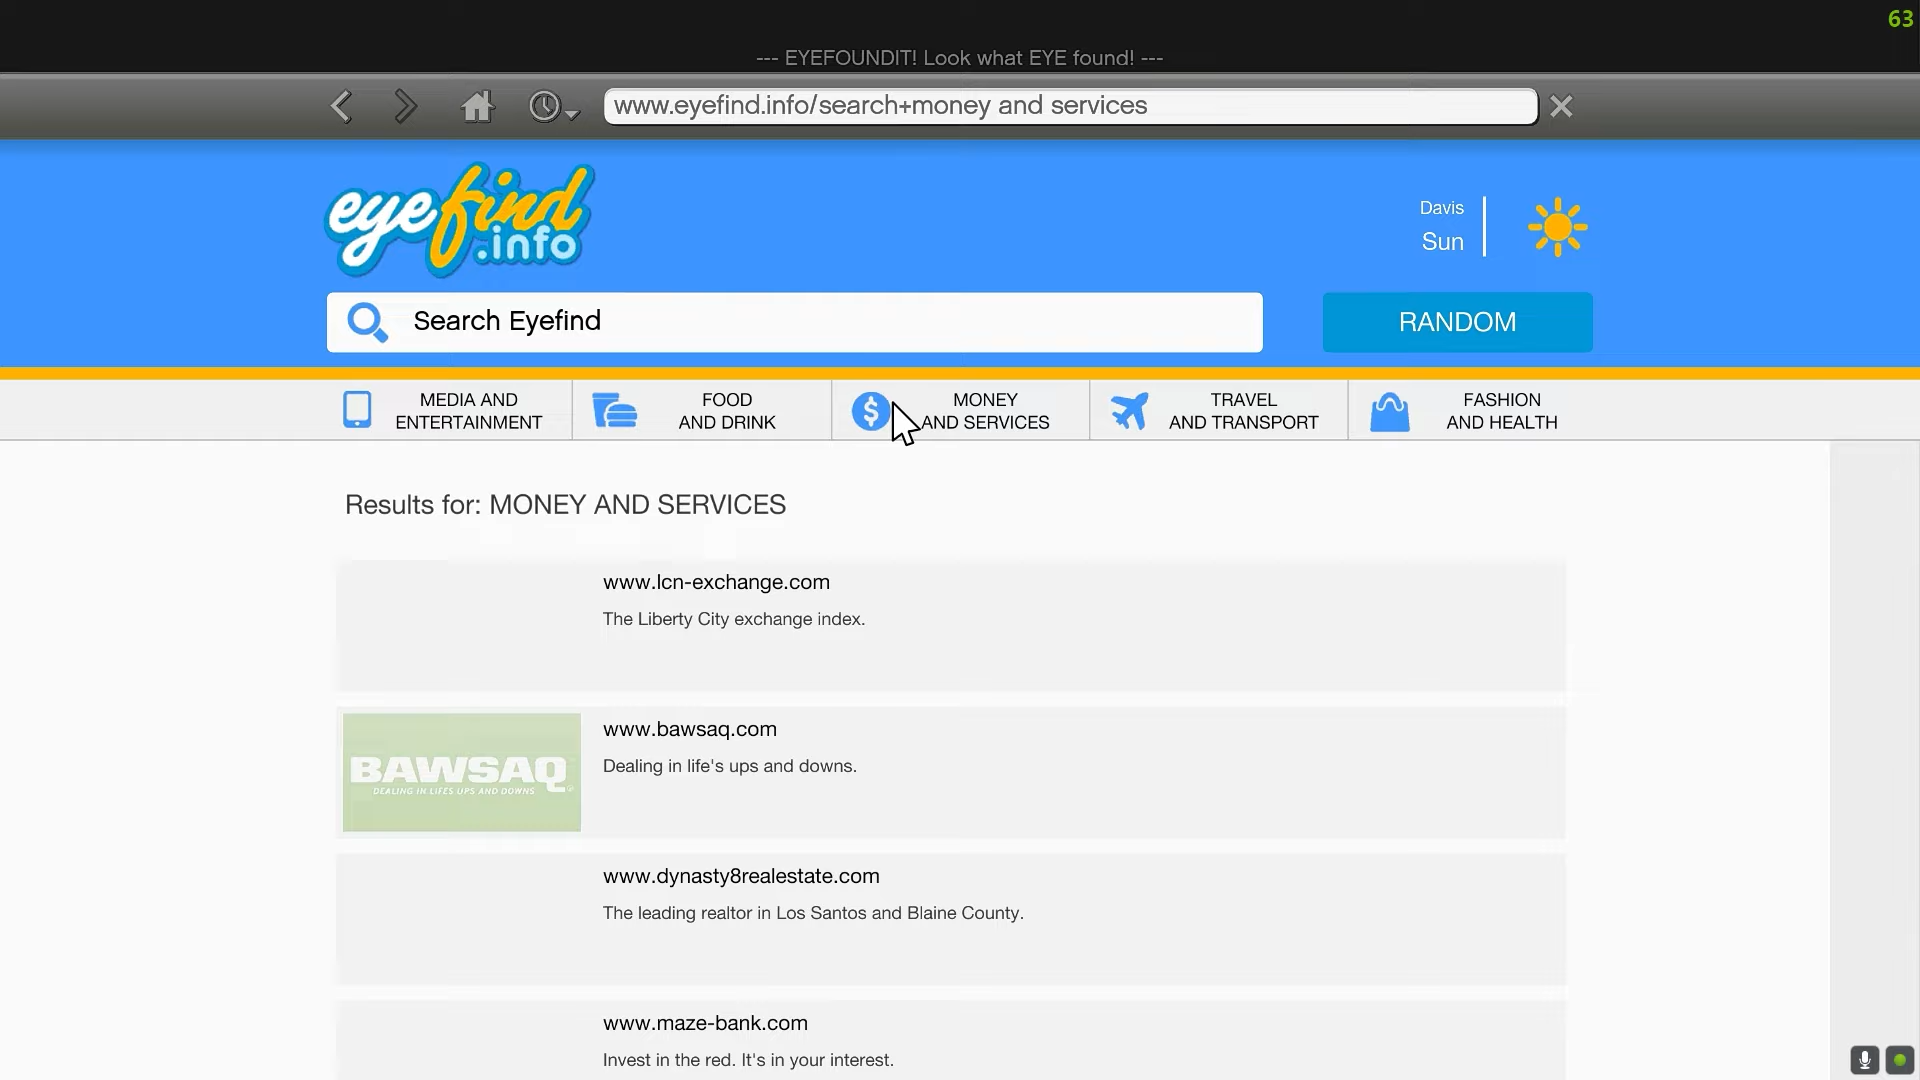 63
--- EYEFOUNDIT! Look what EYE found! ---
www.eyefind.info/search+money and services
eyefind
.info
Davis
Sun
Search Eyefind
RANDOM
MEDIA AND
ENTERTAINMENT
FOOD
AND DRINK
MONEY
AND SERVICES
TRAVEL
AND TRANSPORT
FASHION
AND HEALTH
Results for: MONEY AND SERVICES
www.lcn-exchange.com
The Liberty City exchange index.
BAWSAQ
DEALING IN LIFES UPS AND DOWNS
www.bawsaq.com
Dealing in life's ups and downs.
www.dynasty8realestate.com
The leading realtor in Los Santos and Blaine County.
www.maze-bank.com
Invest in the red. It's in your interest.